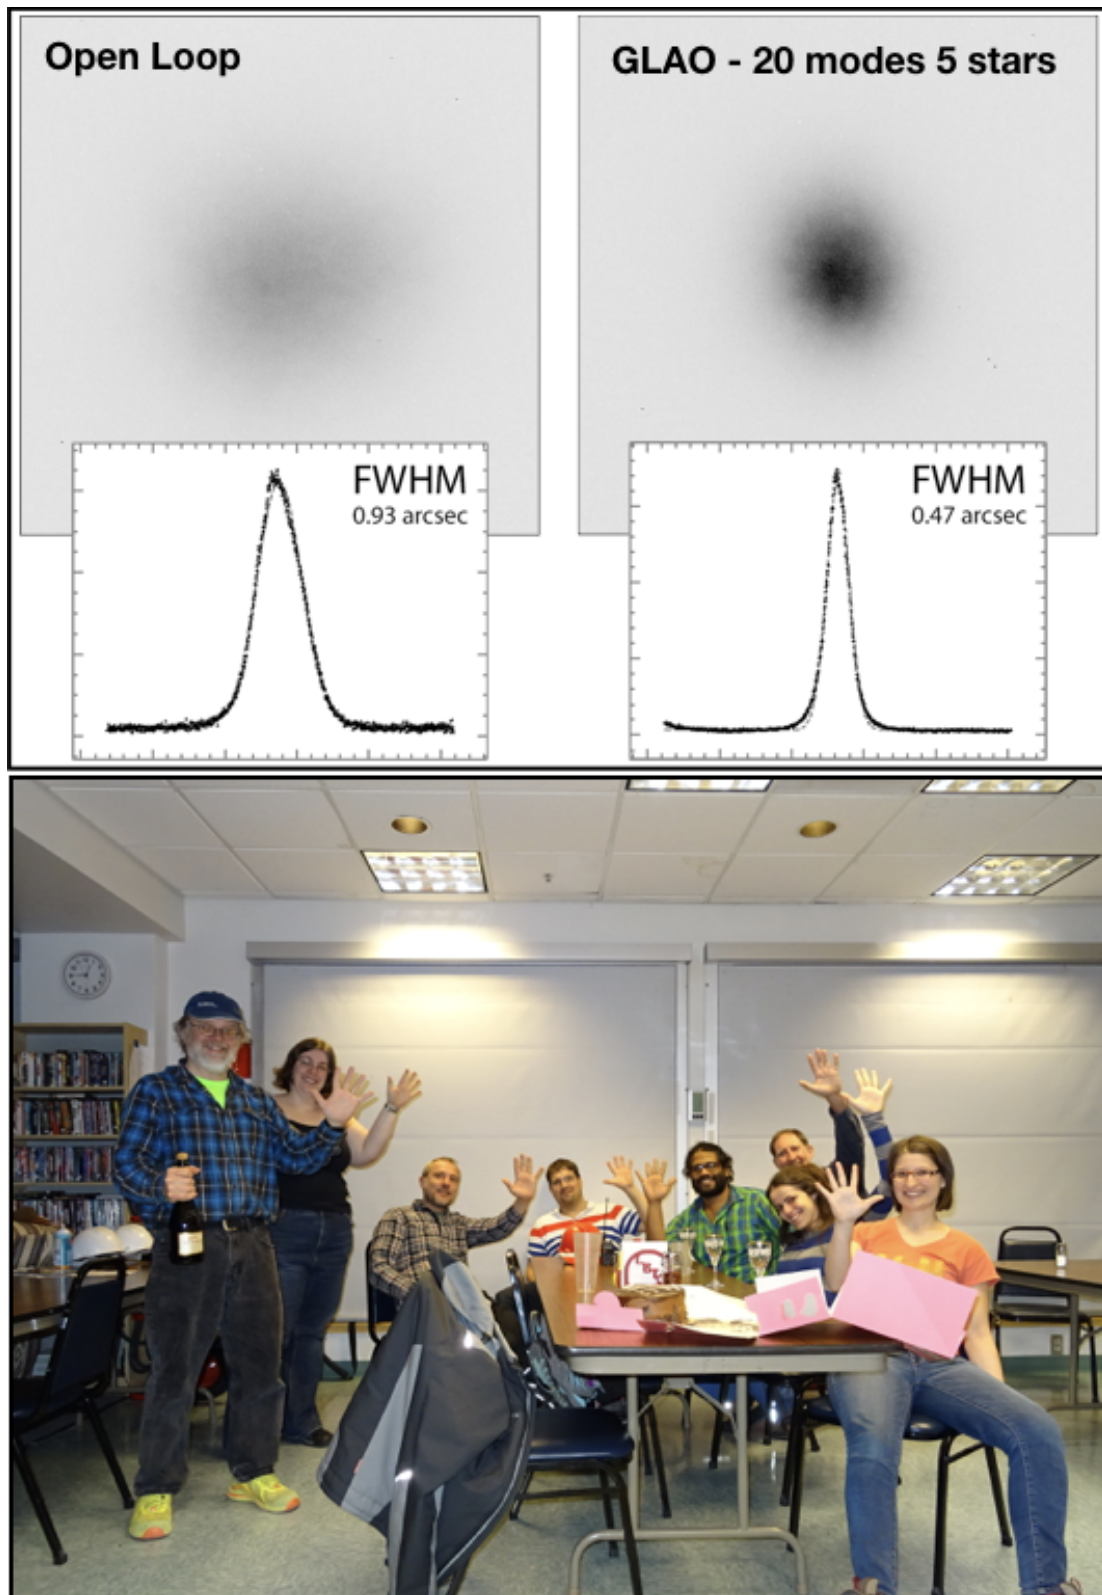 Open Loop
GLAO - 20 modes 5 stars
FWHM
0.93 arcsec
FWHM
0.47 arcsec